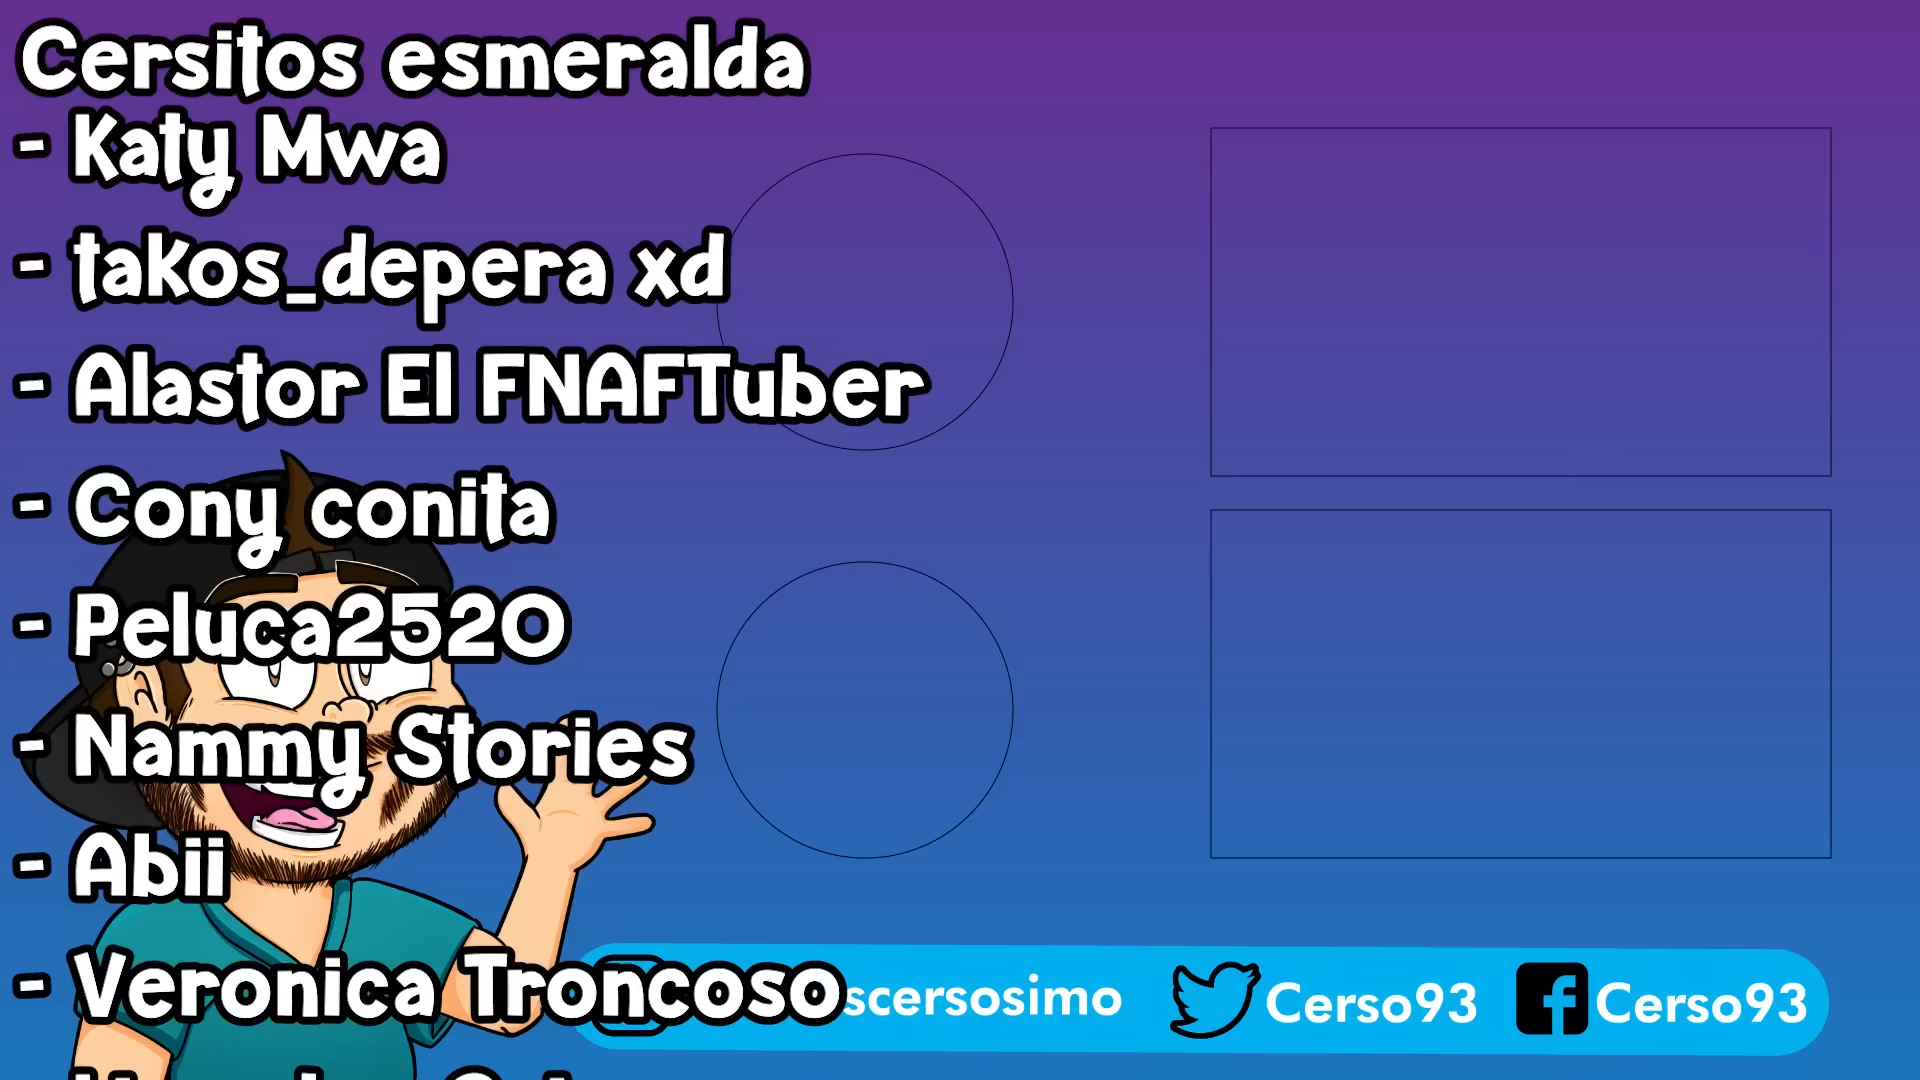 Cersitos esmeralda
- Katy Mwa
- takos_depera xd
- Alastor El FNAFTuber
- Cony conita
- Peluca2520
- Nammy Stories
- Abii
- Veronica Troncoso
scersosimo
Cerso93
Cerso93